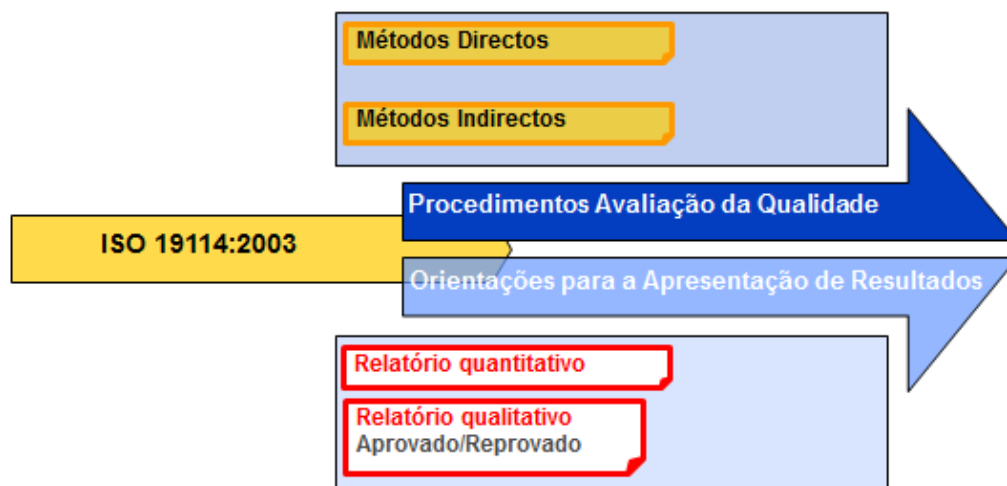 Métodos Directos
Métodos Indirectos
Procedimentos Avaliação da Qualidade
ISO 19114:2003
Orientações para a Apresentação de Resultados
Relatório quantitativo
Relatório qualitativo
Aprovado/Reprovado